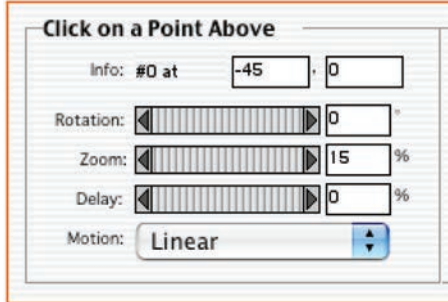 Click on a Point Above
Info: #0 at -45 , 0
Rotation: 0 °
Zoom: 15 %
Delay: 0 %
Motion: Linear